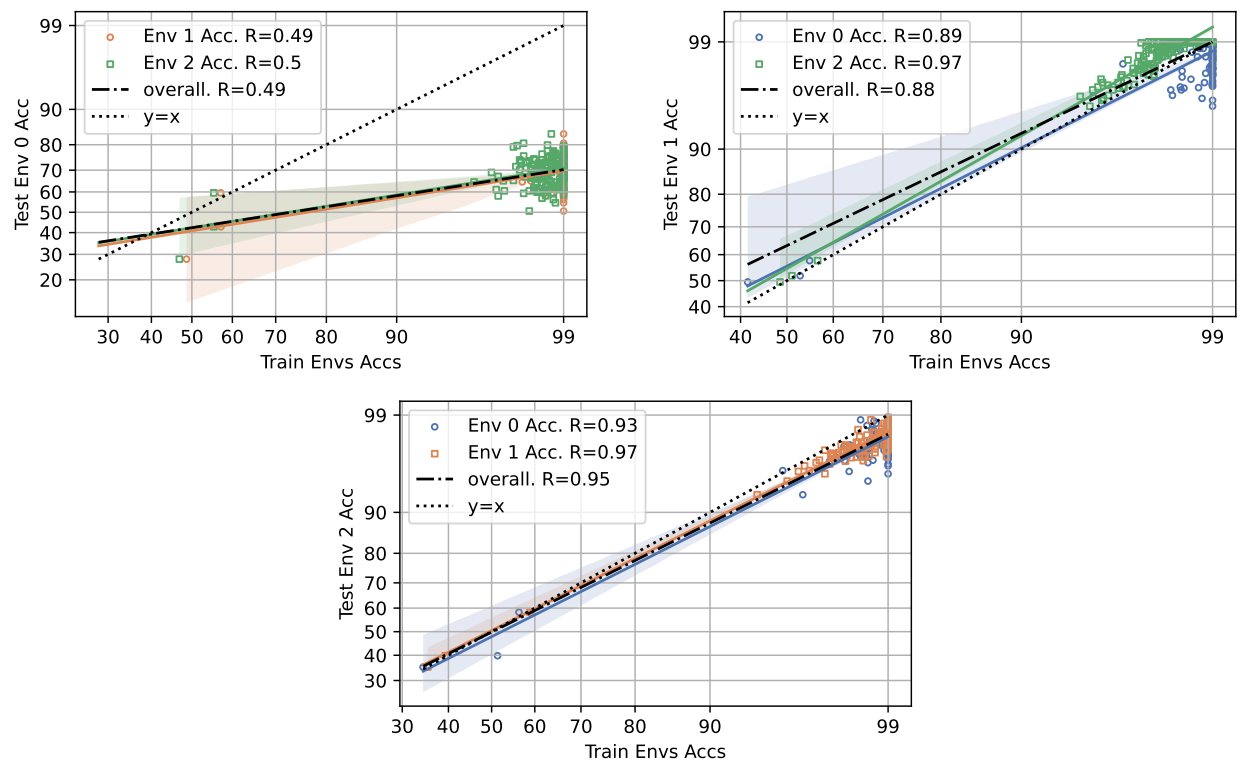 Env 1 Acc. R=0.49
Env 2 Acc. R=0.5
overall. R=0.49
y=x
99
90
80
70
60
50
40
30
20
Test Env 0 Acc
30 40 50 60 70 80 90 99
Train Envs Accs
Env 0 Acc. R=0.89
Env 2 Acc. R=0.97
overall. R=0.88
y=x
99
90
80
70
60
50
40
Test Env 1 Acc
40 50 60 70 80 90 99
Train Envs Accs
Env 0 Acc. R=0.93
Env 1 Acc. R=0.97
overall. R=0.95
y=x
99
90
80
70
60
50
40
30
Test Env 2 Acc
30 40 50 60 70 80 90 99
Train Envs Accs